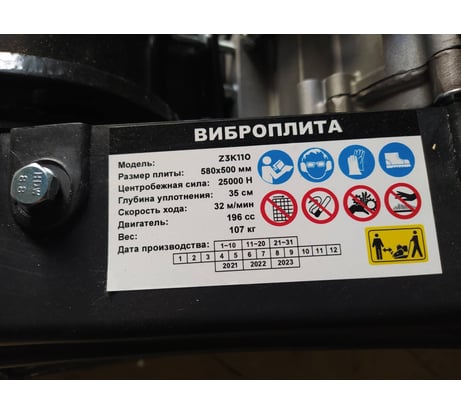 ВИБРОПЛИТА
Модель: Z3K110
Размер плиты: 580x500 мм
Центробежная сила: 25000 Н
Глубина уплотнения: 35 см
Скорость хода: 32 м/мин
Двигатель: 196 cc
Вес: 107 кг
Дата производства: 1~10 11~20 21~31
1 2 3 4 5 6 7 8 9 10 11 12
2021 2022 2023
8.8